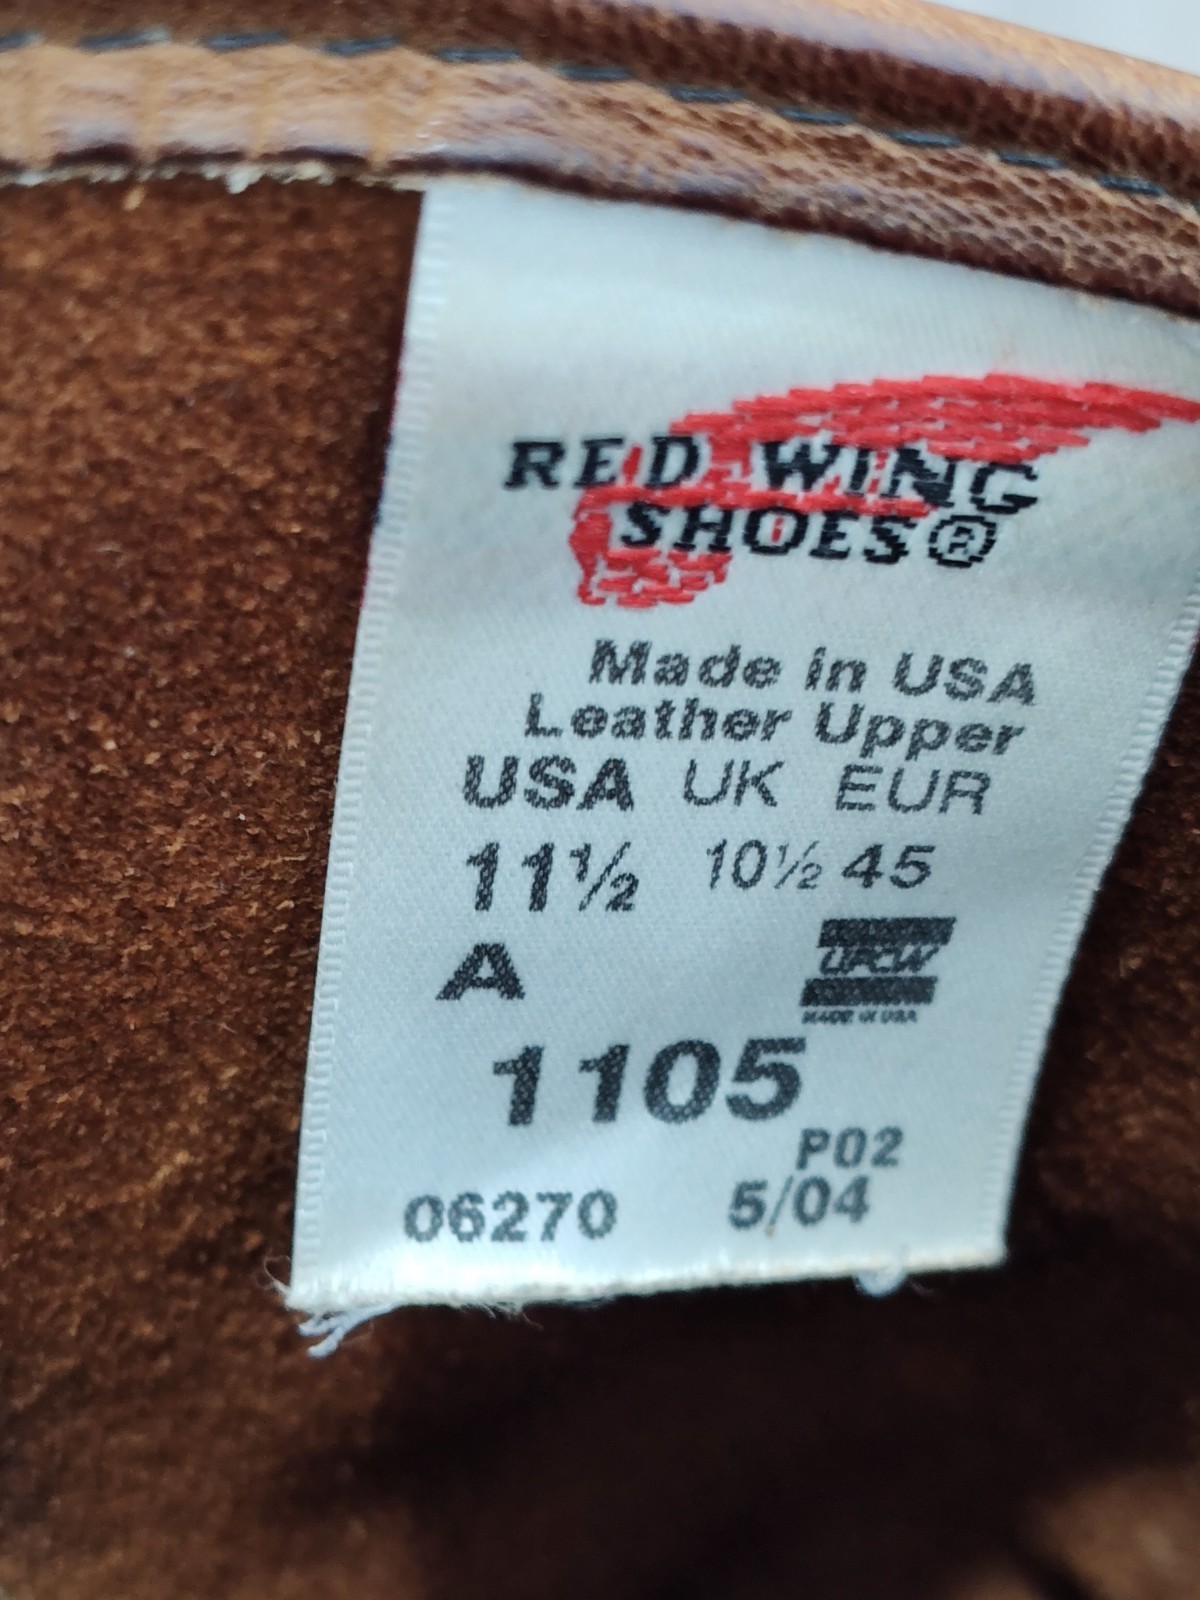 RED WING
SHOES®
Made in USA
Leather Upper
USA UK EUR
11½ 10½ 45
A
UFCW
MADE IN USA
1105
P02
06270 5/04